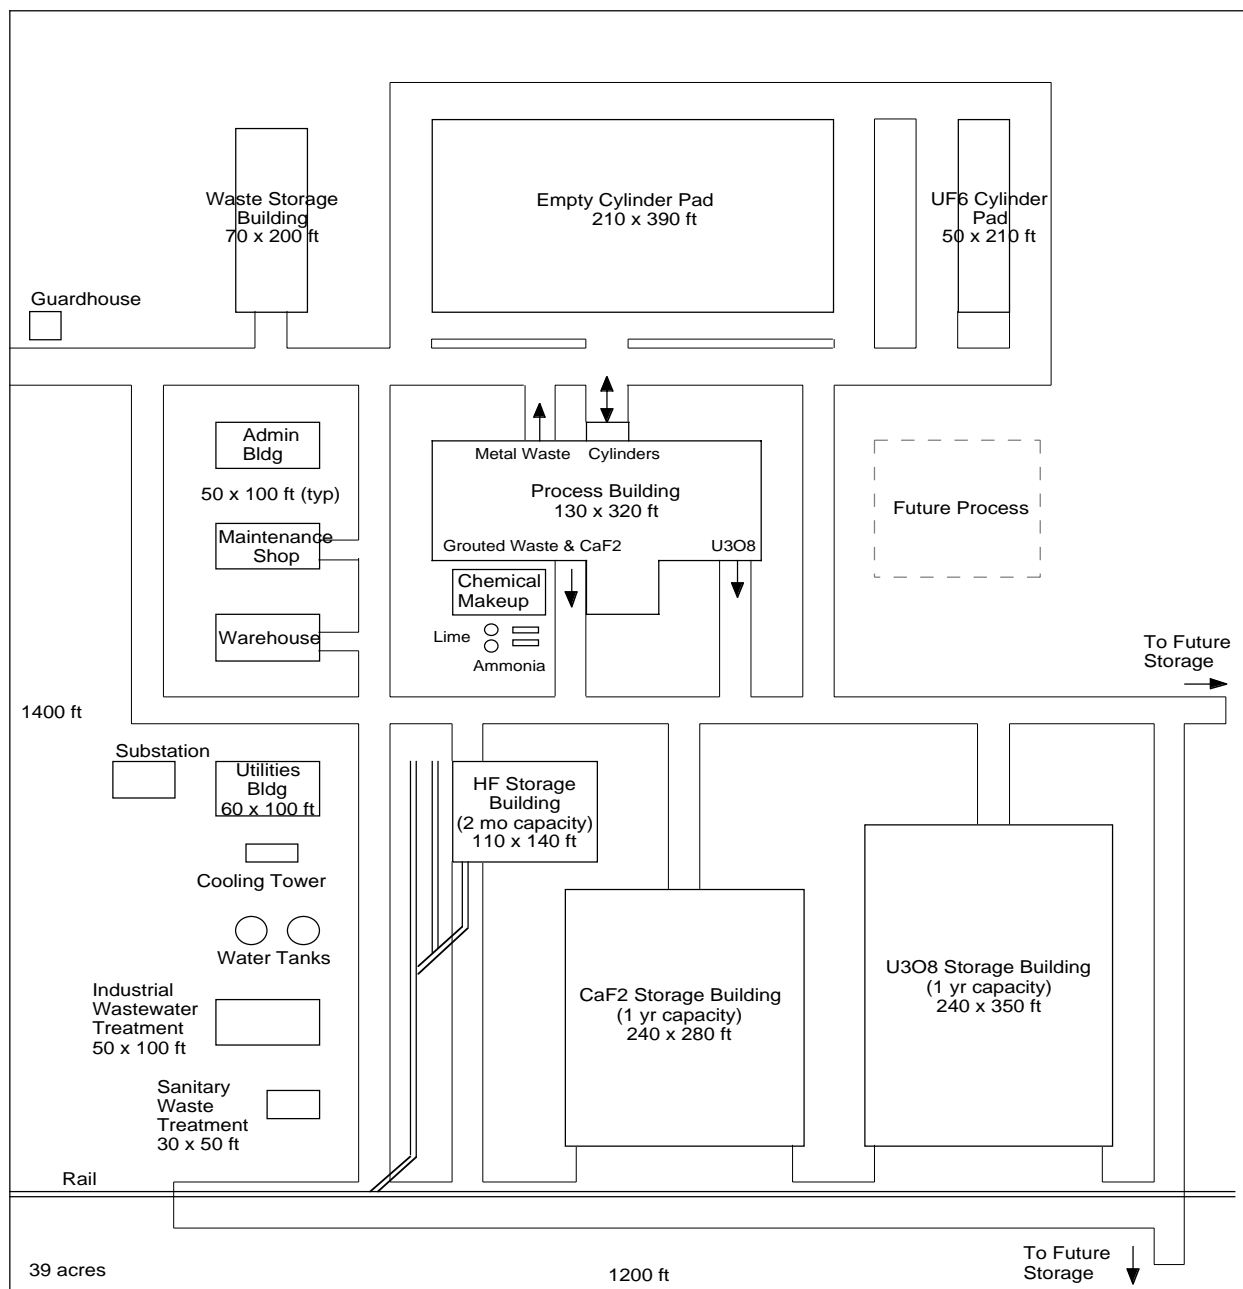 Waste Storage
Building
70 x 200 ft
Empty Cylinder Pad
210 x 390 ft
UF6 Cylinder
Pad
50 x 210 ft
Guardhouse
Admin
Bldg
50 x 100 ft (typ)
Maintenance
Shop
Warehouse
Metal Waste
Cylinders
Process Building
130 x 320 ft
Grouted Waste & CaF2
U3O8
Chemical
Makeup
Lime
Ammonia
Future Process
To Future
Storage
1400 ft
Substation
Utilities
Bldg
60 x 100 ft
HF Storage
Building
(2 mo capacity)
110 x 140 ft
Cooling Tower
Water Tanks
Industrial
Wastewater
Treatment
50 x 100 ft
CaF2 Storage Building
(1 yr capacity)
240 x 280 ft
U3O8 Storage Building
(1 yr capacity)
240 x 350 ft
Sanitary
Waste
Treatment
30 x 50 ft
Rail
39 acres
1200 ft
To Future
Storage